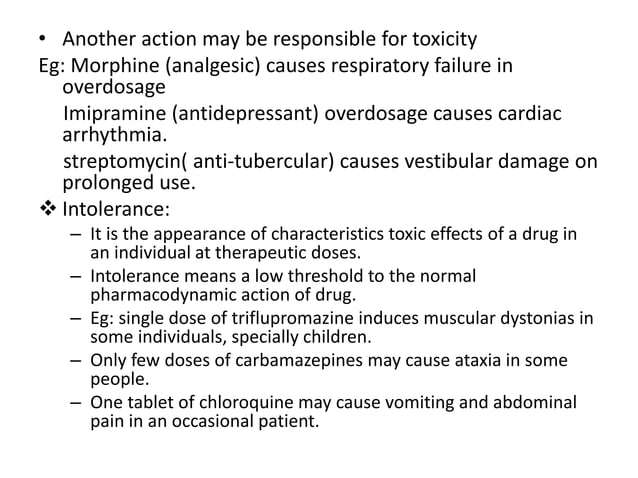 • Another action may be responsible for toxicity
Eg: Morphine (analgesic) causes respiratory failure in
overdosage
Imipramine (antidepressant) overdosage causes cardiac
arrhythmia.
streptomycin( anti-tubercular) causes vestibular damage on
prolonged use.
❖ Intolerance:
– It is the appearance of characteristics toxic effects of a drug in
an individual at therapeutic doses.
– Intolerance means a low threshold to the normal
pharmacodynamic action of drug.
– Eg: single dose of triflupromazine induces muscular dystonias in
some individuals, specially children.
– Only few doses of carbamazepines may cause ataxia in some
people.
– One tablet of chloroquine may cause vomiting and abdominal
pain in an occasional patient.